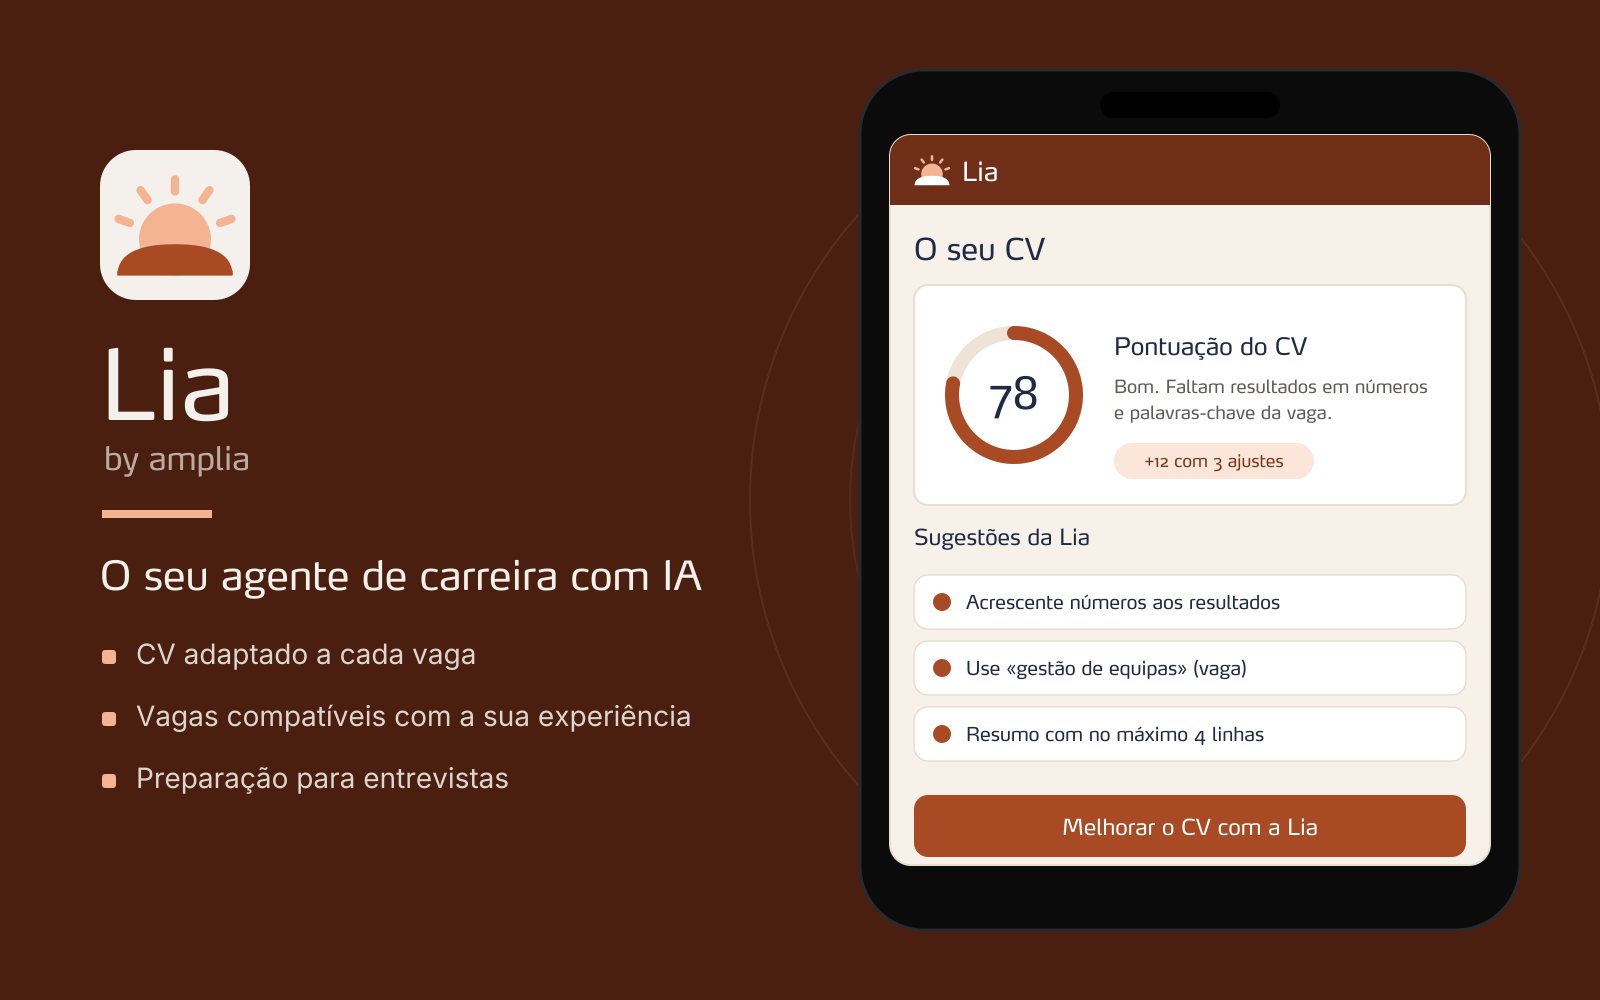 Lia
by amplia
O seu agente de carreira com IA
CV adaptado a cada vaga
Vagas compatíveis com a sua experiência
Preparação para entrevistas
Lia
O seu CV
78
Pontuação do CV
Bom. Faltam resultados em números
e palavras-chave da vaga.
+12 com 3 ajustes
Sugestões da Lia
Acrescente números aos resultados
Use «gestão de equipas» (vaga)
Resumo com no máximo 4 linhas
Melhorar o CV com a Lia